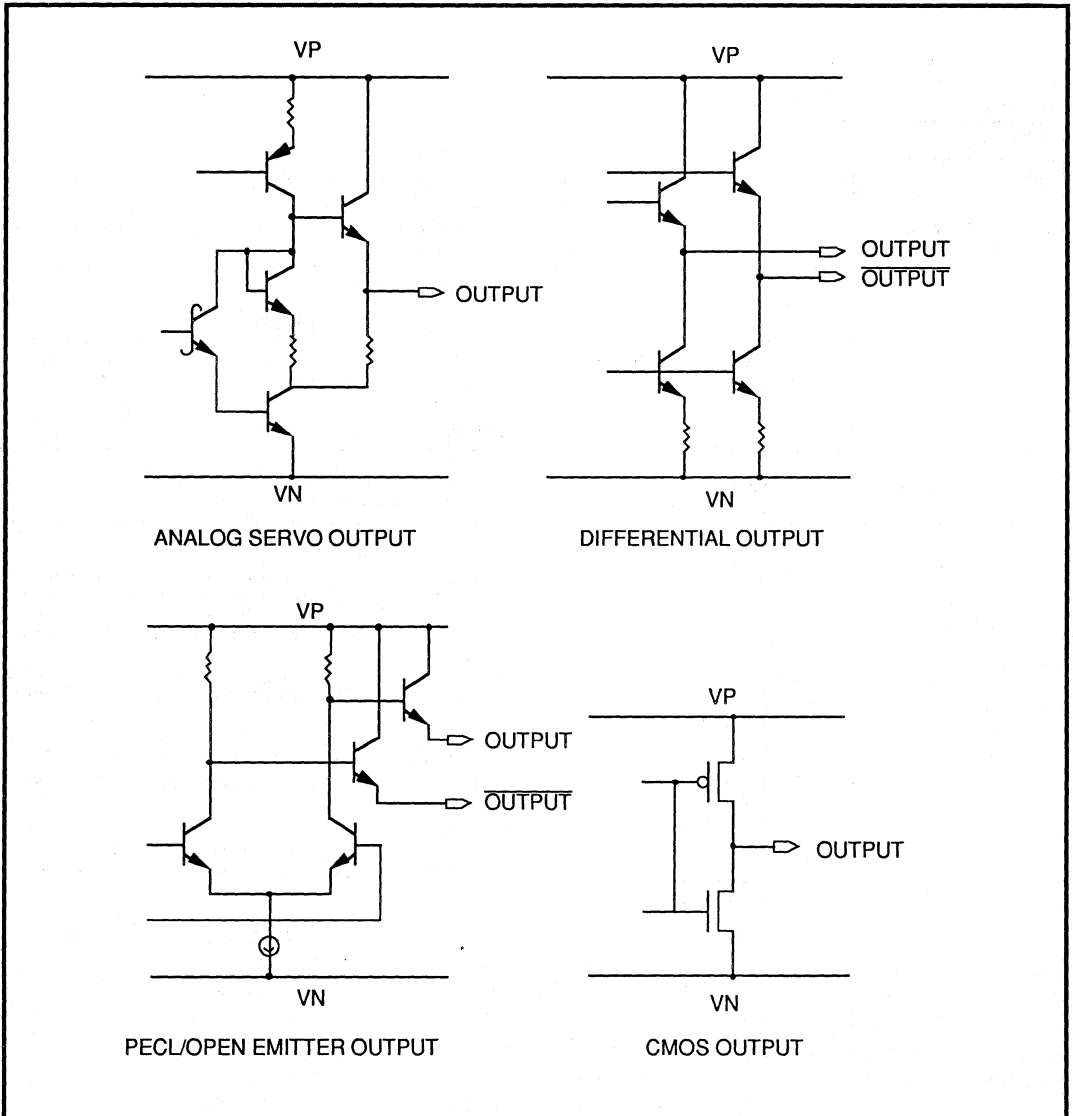 VP
OUTPUT
VN
ANALOG SERVO OUTPUT
VP
OUTPUT
OUTPUT
VN
DIFFERENTIAL OUTPUT
VP
OUTPUT
OUTPUT
VN
PECL/OPEN EMITTER OUTPUT
VP
OUTPUT
VN
CMOS OUTPUT